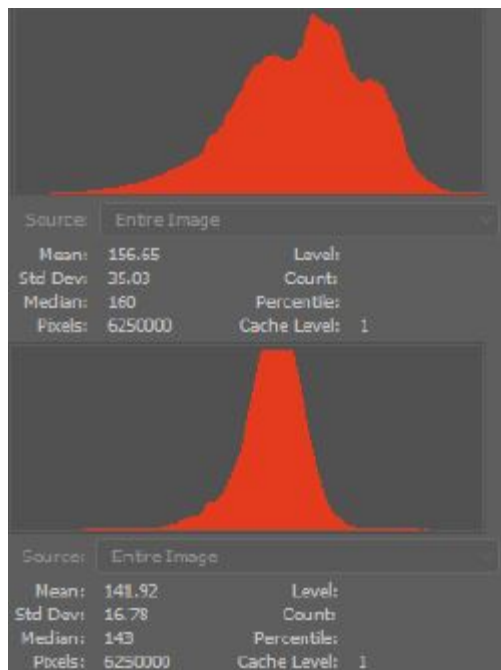 Source: Entire Image
Mean: 156.65 Level:
Std Dev: 35.03 Count:
Median: 160 Percentile:
Pixels: 6250000 Cache Level: 1
Source: Entire Image
Mean: 141.92 Level:
Std Dev: 16.78 Count:
Median: 143 Percentile:
Pixels: 6250000 Cache Level: 1